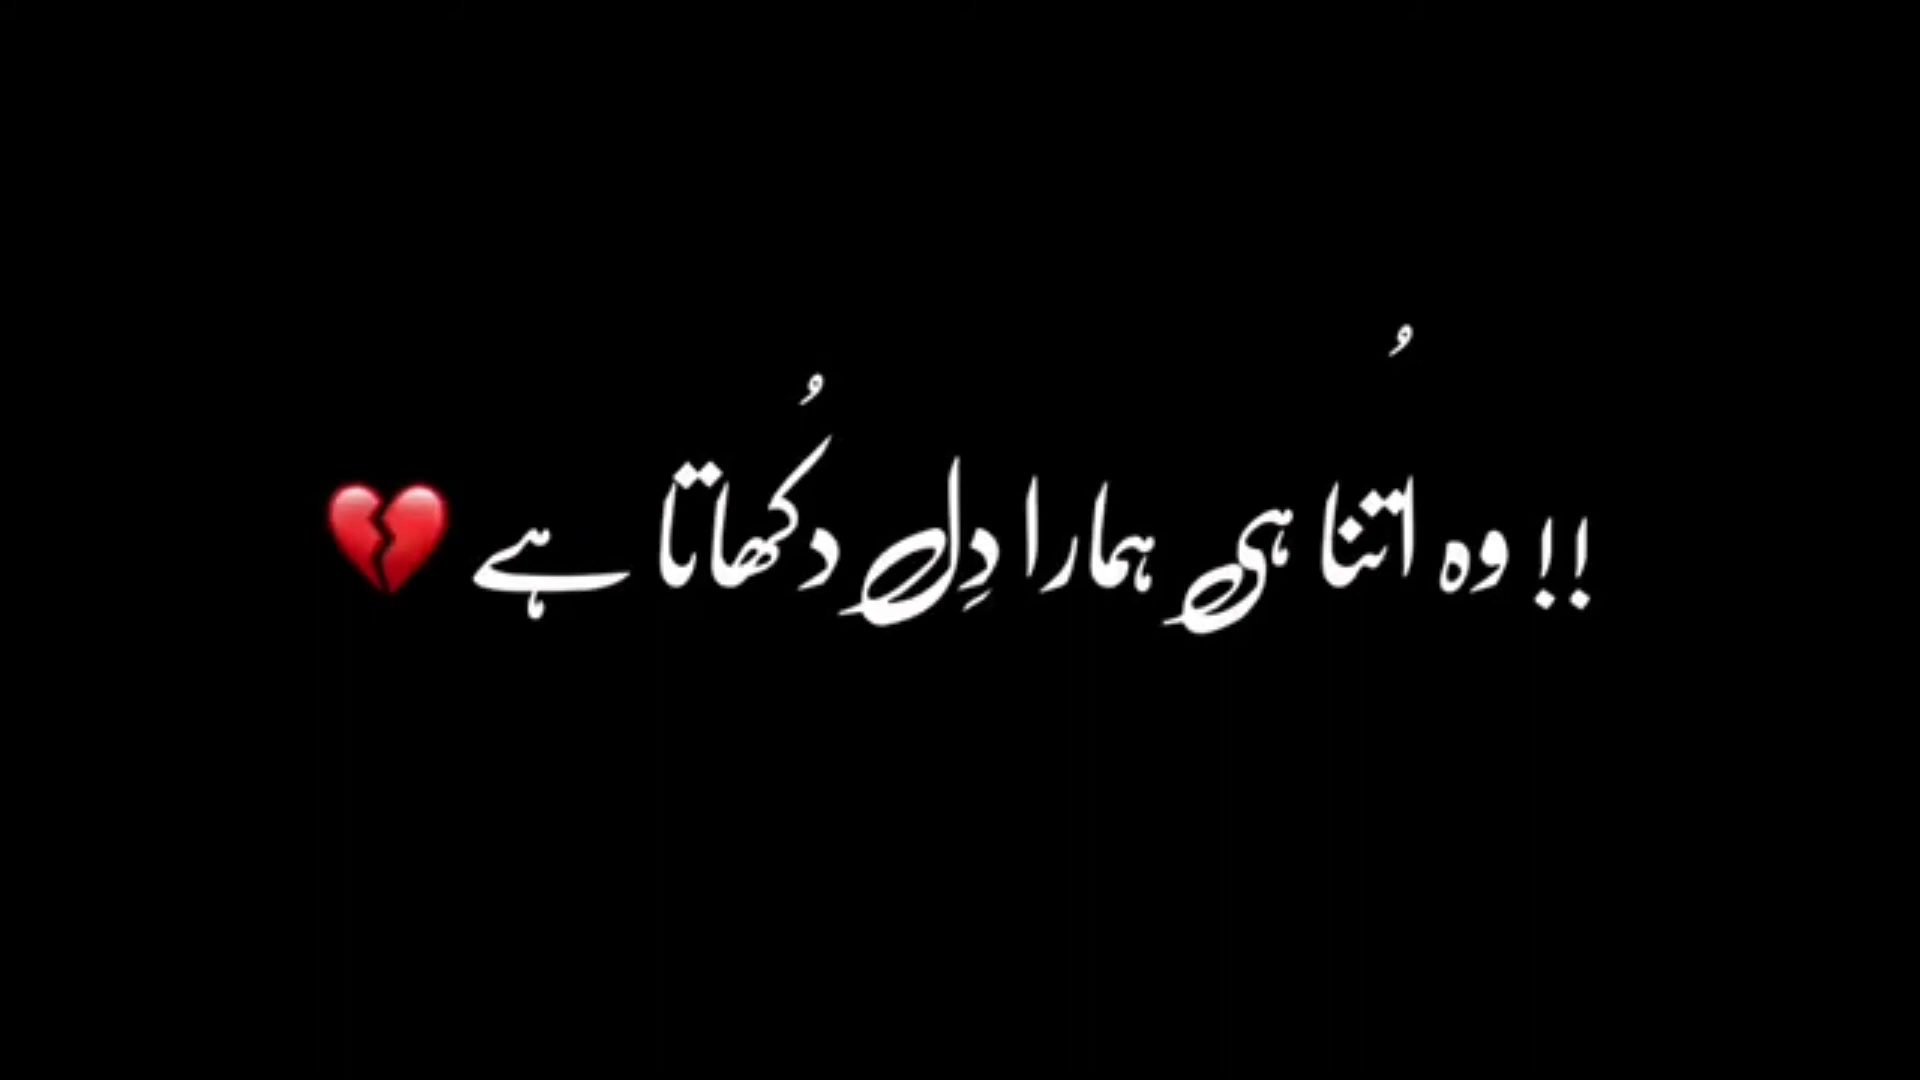 !! وہ اُتنا ہی ہمارا دِل دُکھاتا ہے 💔